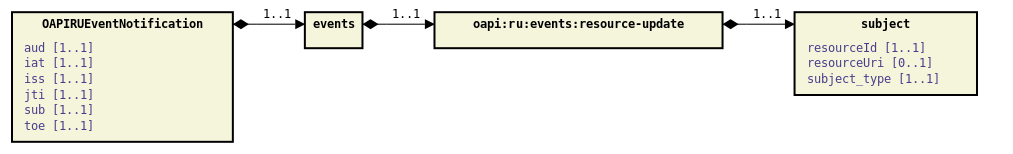 OAPIRUEventNotification
aud [1..1]
iat [1..1]
iss [1..1]
jti [1..1]
sub [1..1]
toe [1..1]
1..1
events
1..1
oapi:ru:events:resource-update
1..1
subject
resourceId [1..1]
resourceUri [0..1]
subject_type [1..1]